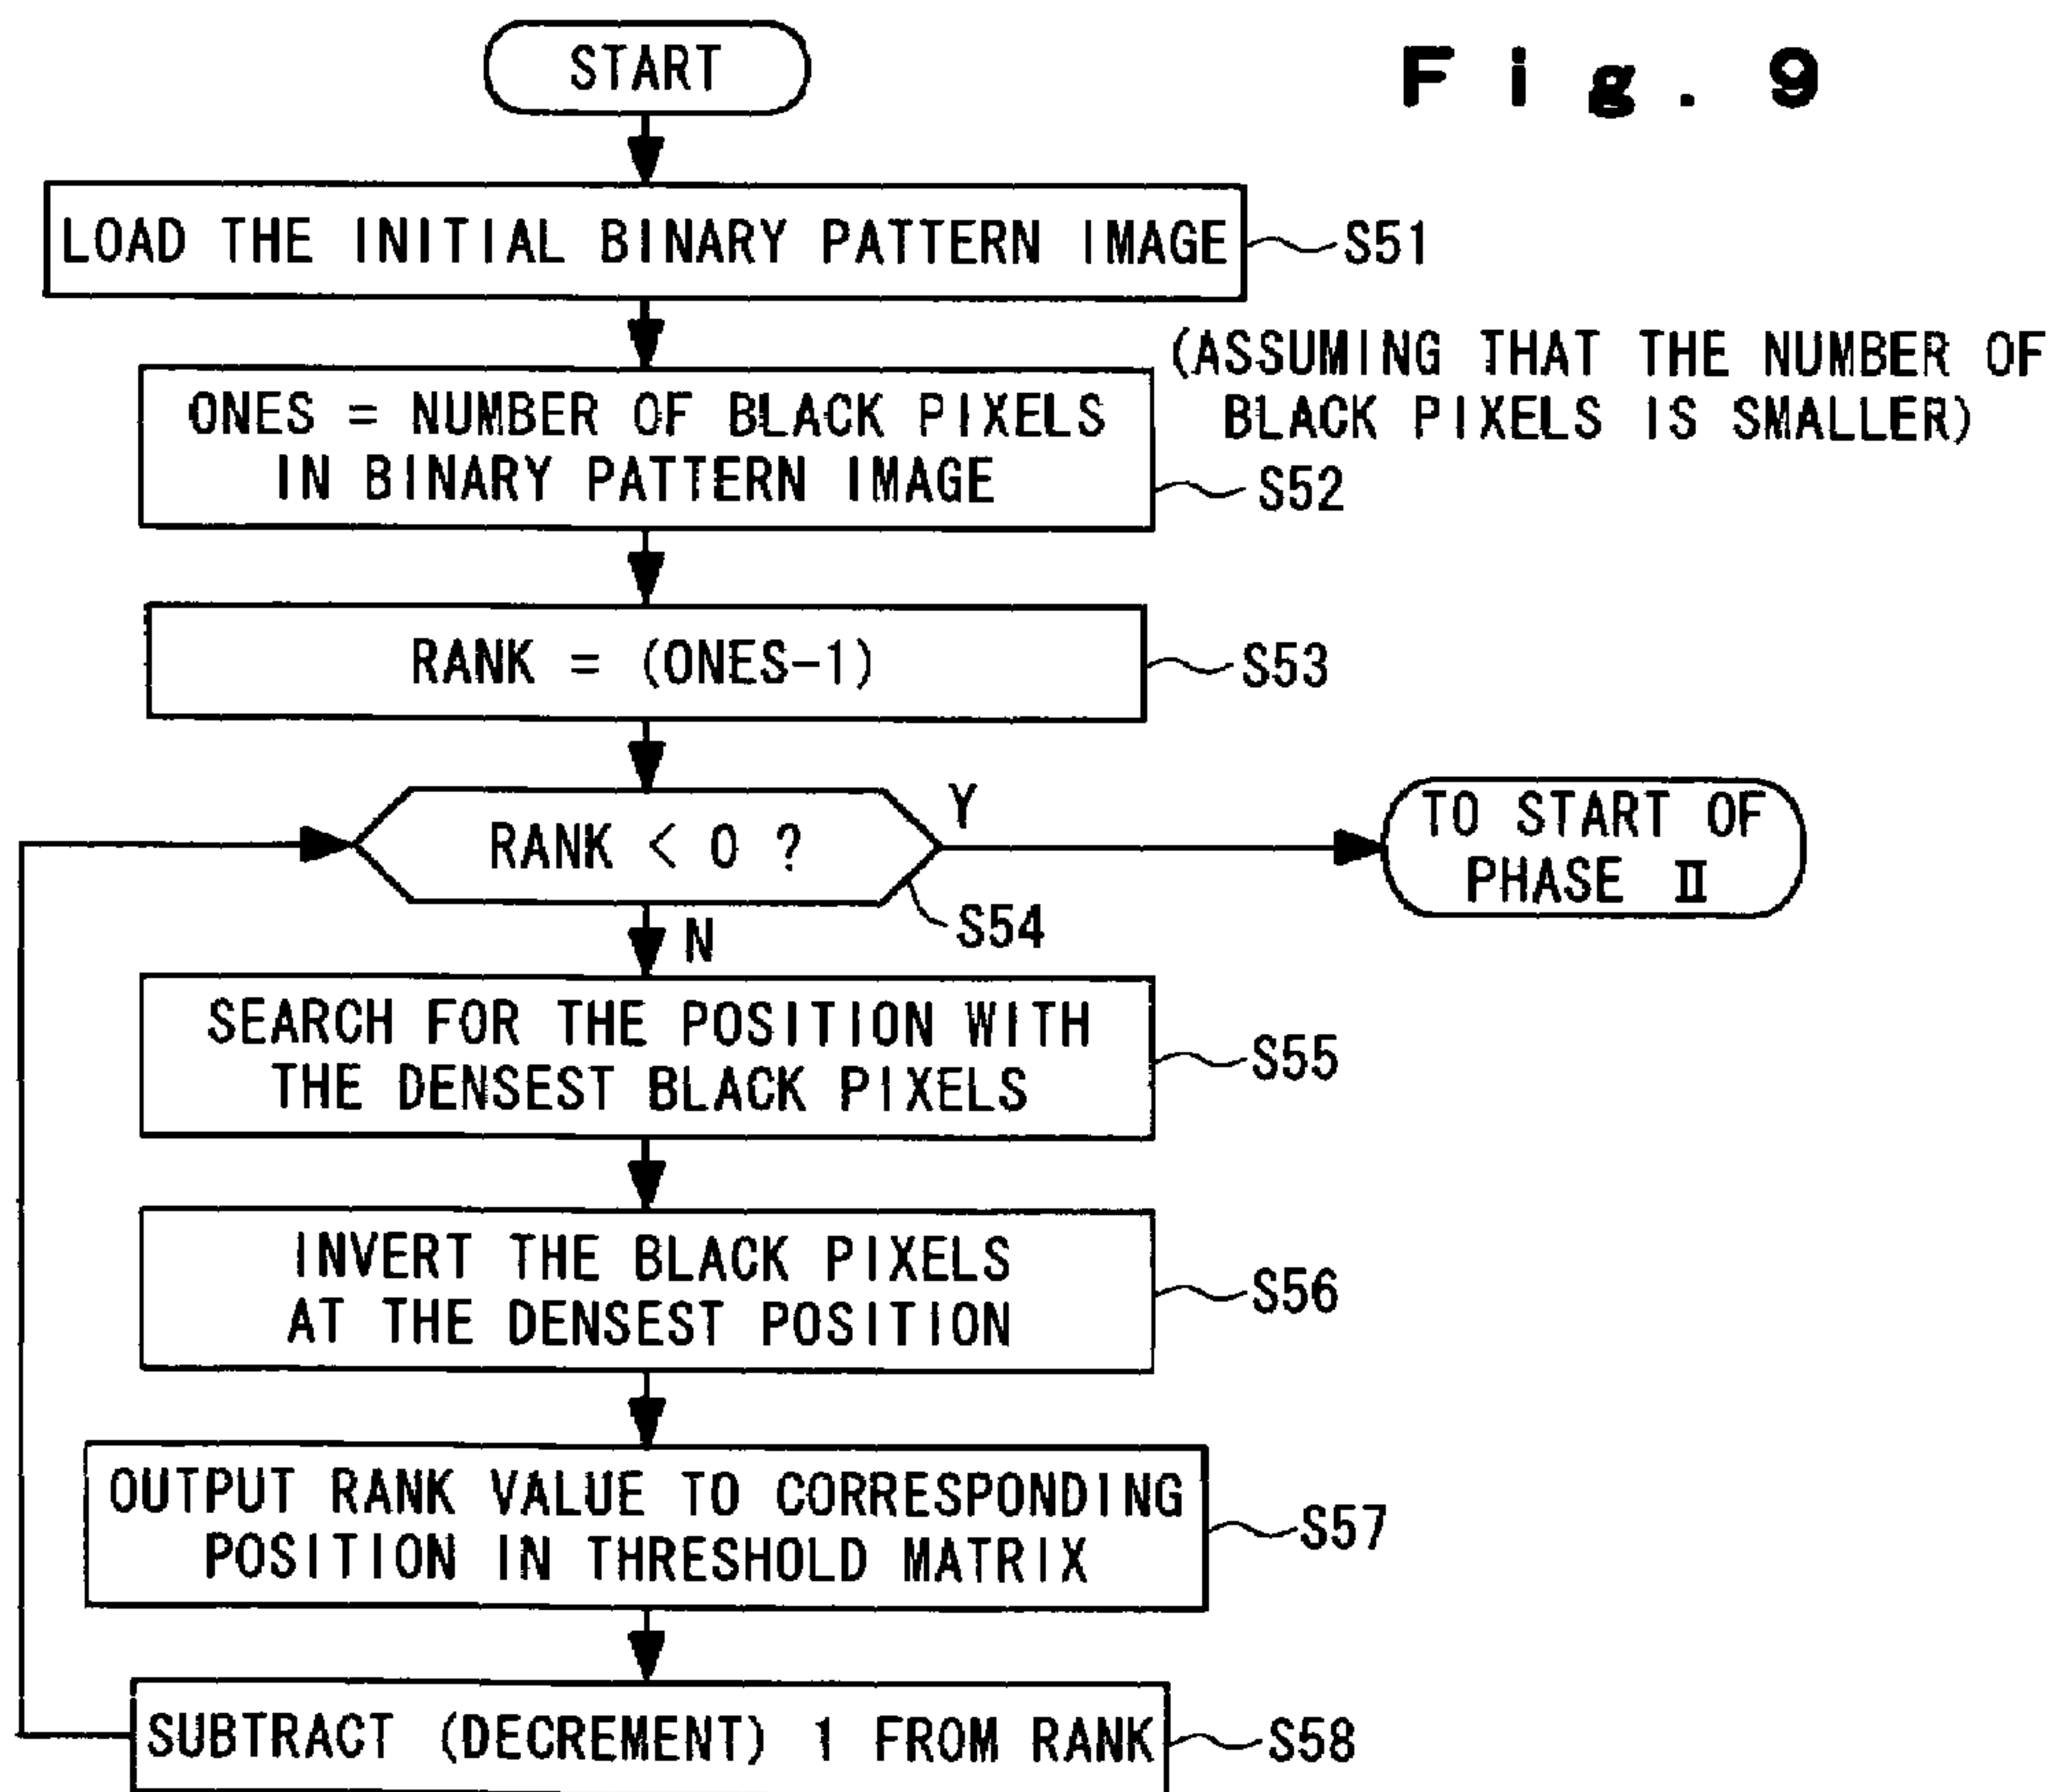 START
Fig. 9
LOAD THE INITIAL BINARY PATTERN IMAGE
S51
(ASSUMING THAT THE NUMBER OF
BLACK PIXELS IS SMALLER)
ONES = NUMBER OF BLACK PIXELS
IN BINARY PATTERN IMAGE
S52
RANK = (ONES-1)
S53
RANK < 0 ?
Y
TO START OF
PHASE II
S54
N
SEARCH FOR THE POSITION WITH
THE DENSEST BLACK PIXELS
S55
INVERT THE BLACK PIXELS
AT THE DENSEST POSITION
S56
OUTPUT RANK VALUE TO CORRESPONDING
POSITION IN THRESHOLD MATRIX
S57
SUBTRACT (DECREMENT) 1 FROM RANK
S58